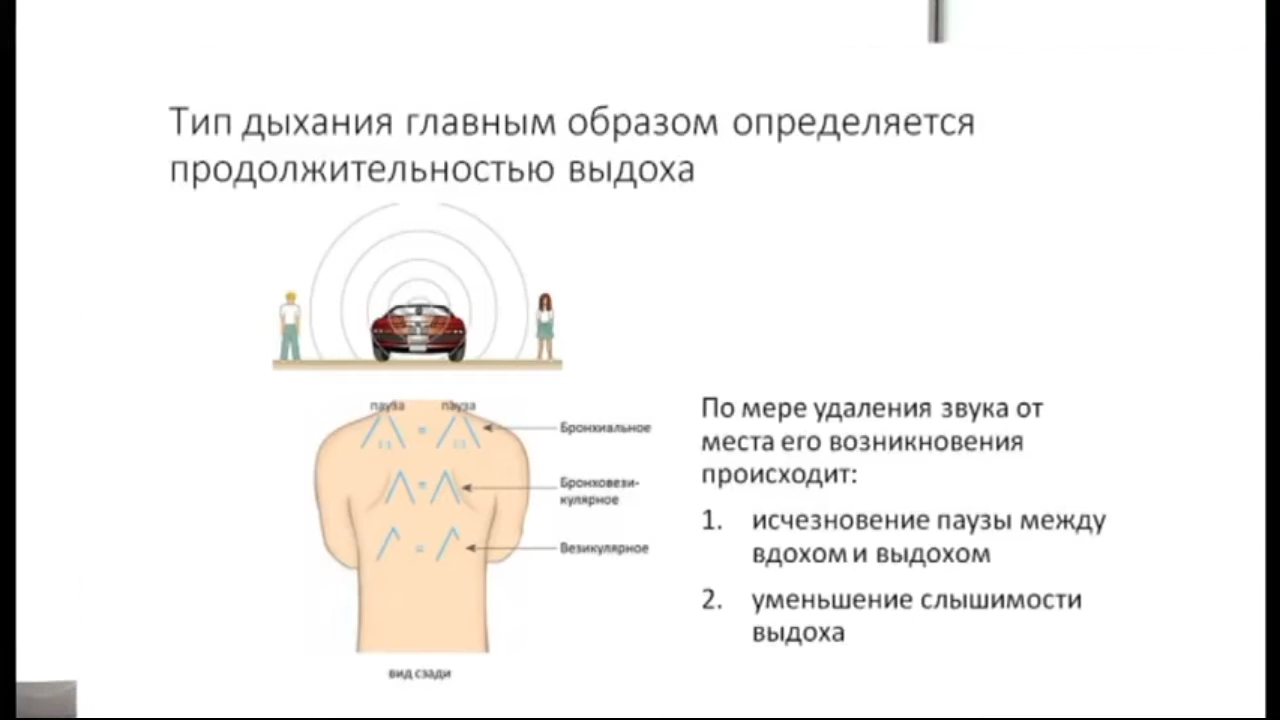 Тип дыхания главным образом определяется
продолжительностью выдоха
пауза пауза
Бронхиальное
Бронховези-
кулярное
Везикулярное
вид сзади
По мере удаления звука от
места его возникновения
происходит:
1. исчезновение паузы между
вдохом и выдохом
2. уменьшение слышимости
выдоха